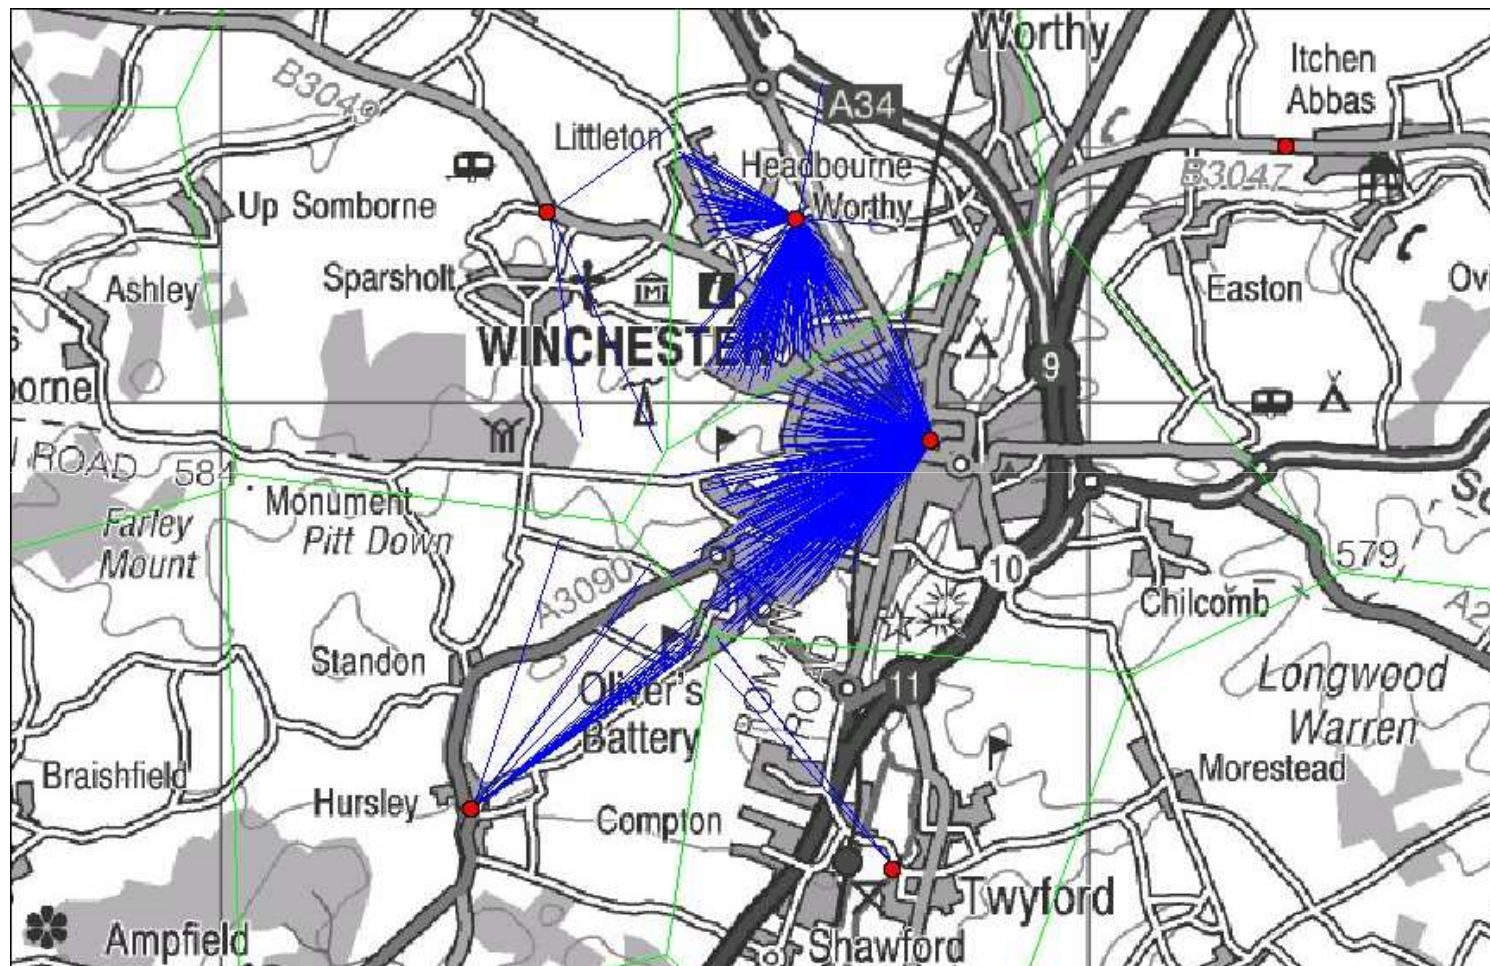 Worthy
Itchen
Abbas
A34
B3049
Littleton
Headbourne
Worthy
B3047
Up Somborne
Sparsholt
Ashley
Easton
WINCHESTER
9
ROAD
584
Monument
Farley
Mount
Pitt Down
10
579
A3090
Chilcomb
Standon
ROMAN
ROAD
11
Longwood
Warren
Oliver's
Battery
Braishfield
Hursley
Compton
Morestead
Twyford
Ampfield
Shawford